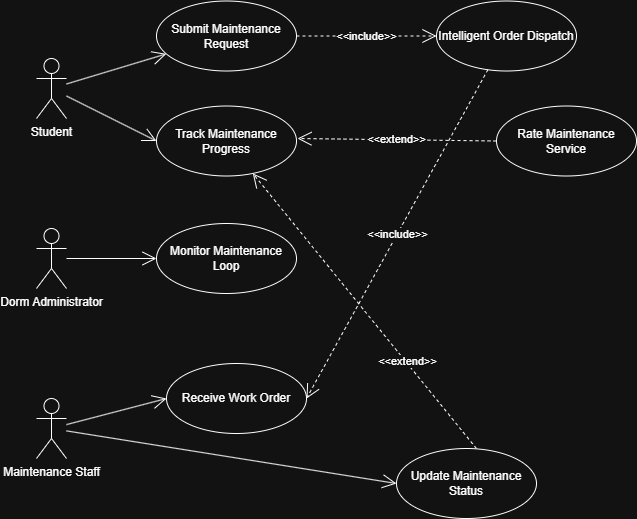 Submit Maintenance
Request
<<include>>
Intelligent Order Dispatch
Student
Track Maintenance
Progress
<<extend>>
Rate Maintenance
Service
<<include>>
Monitor Maintenance
Loop
Dorm Administrator
<<extend>>
Receive Work Order
Maintenance Staff
Update Maintenance
Status